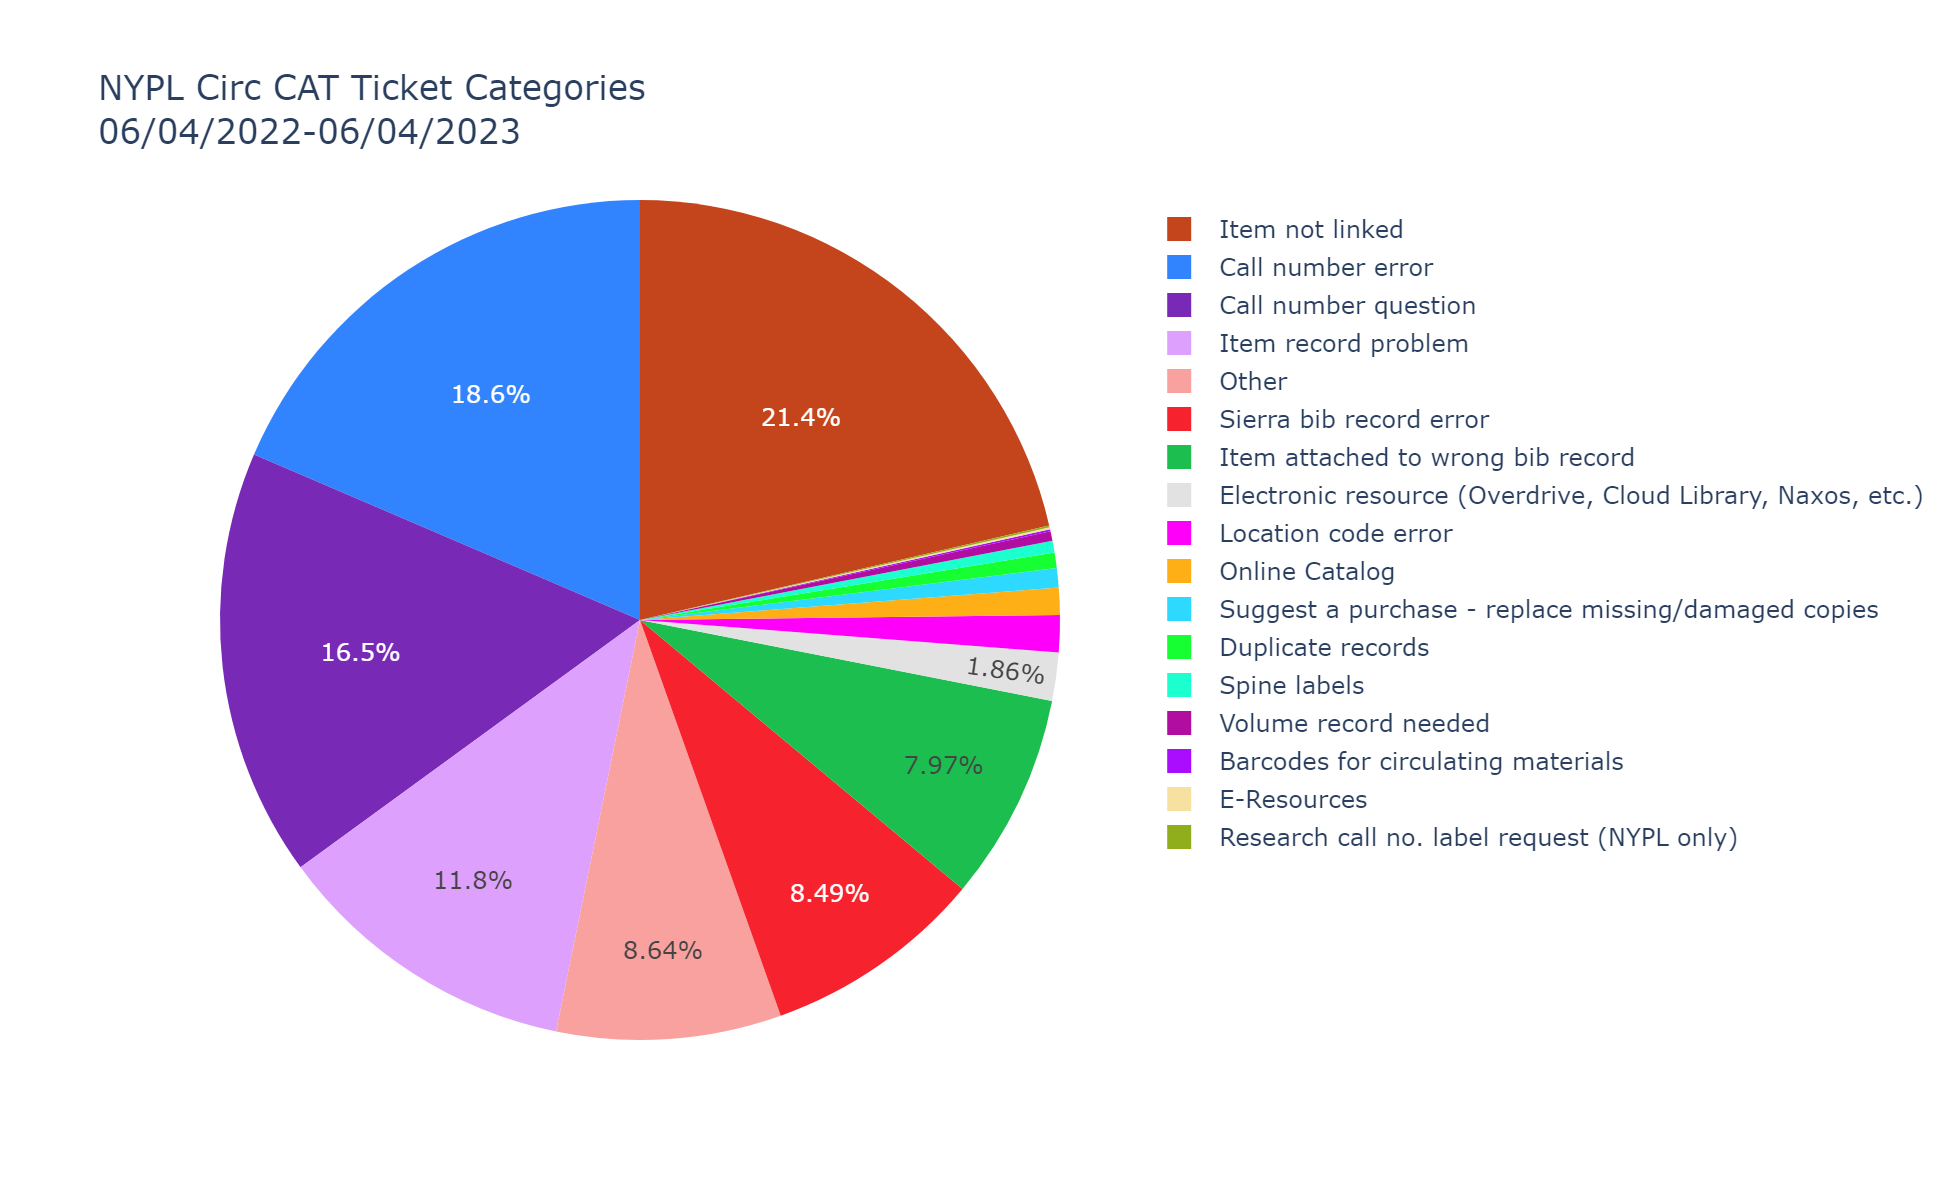 NYPL Circ CAT Ticket Categories
06/04/2022-06/04/2023
18.6%
21.4%
16.5%
1.86%
7.97%
11.8%
8.49%
8.64%
Item not linked
Call number error
Call number question
Item record problem
Other
Sierra bib record error
Item attached to wrong bib record
Electronic resource (Overdrive, Cloud Library, Naxos, etc.)
Location code error
Online Catalog
Suggest a purchase - replace missing/damaged copies
Duplicate records
Spine labels
Volume record needed
Barcodes for circulating materials
E-Resources
Research call no. label request (NYPL only)